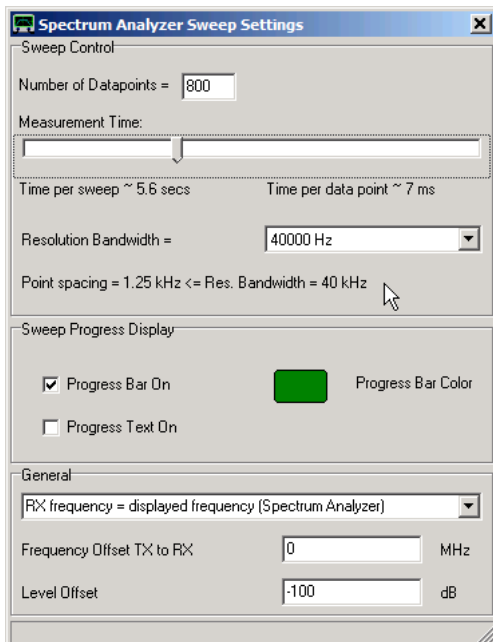 Spectrum Analyzer Sweep Settings
Sweep Control
Number of Datapoints = 800
Measurement Time:
Time per sweep ~ 5.6 secs Time per data point ~ 7 ms
Resolution Bandwidth = 40000 Hz
Point spacing = 1.25 kHz <= Res. Bandwidth = 40 kHz
Sweep Progress Display
Progress Bar On Progress Bar Color
Progress Text On
General
RX frequency = displayed frequency (Spectrum Analyzer)
Frequency Offset TX to RX 0 MHz
Level Offset -100 dB